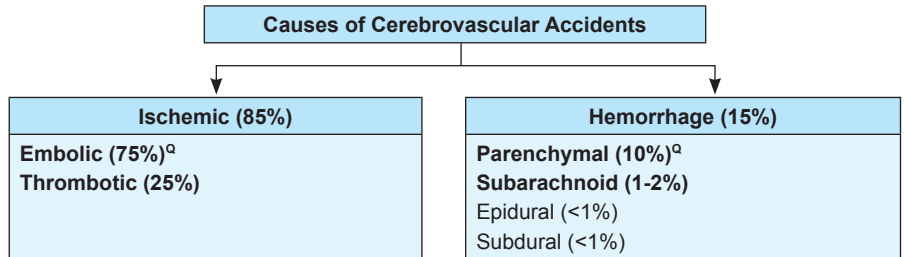 Causes of Cerebrovascular Accidents
Ischemic (85%)
Embolic (75%)Q
Thrombotic (25%)
Hemorrhage (15%)
Parenchymal (10%)Q
Subarachnoid (1-2%)
Epidural (<1%)
Subdural (<1%)